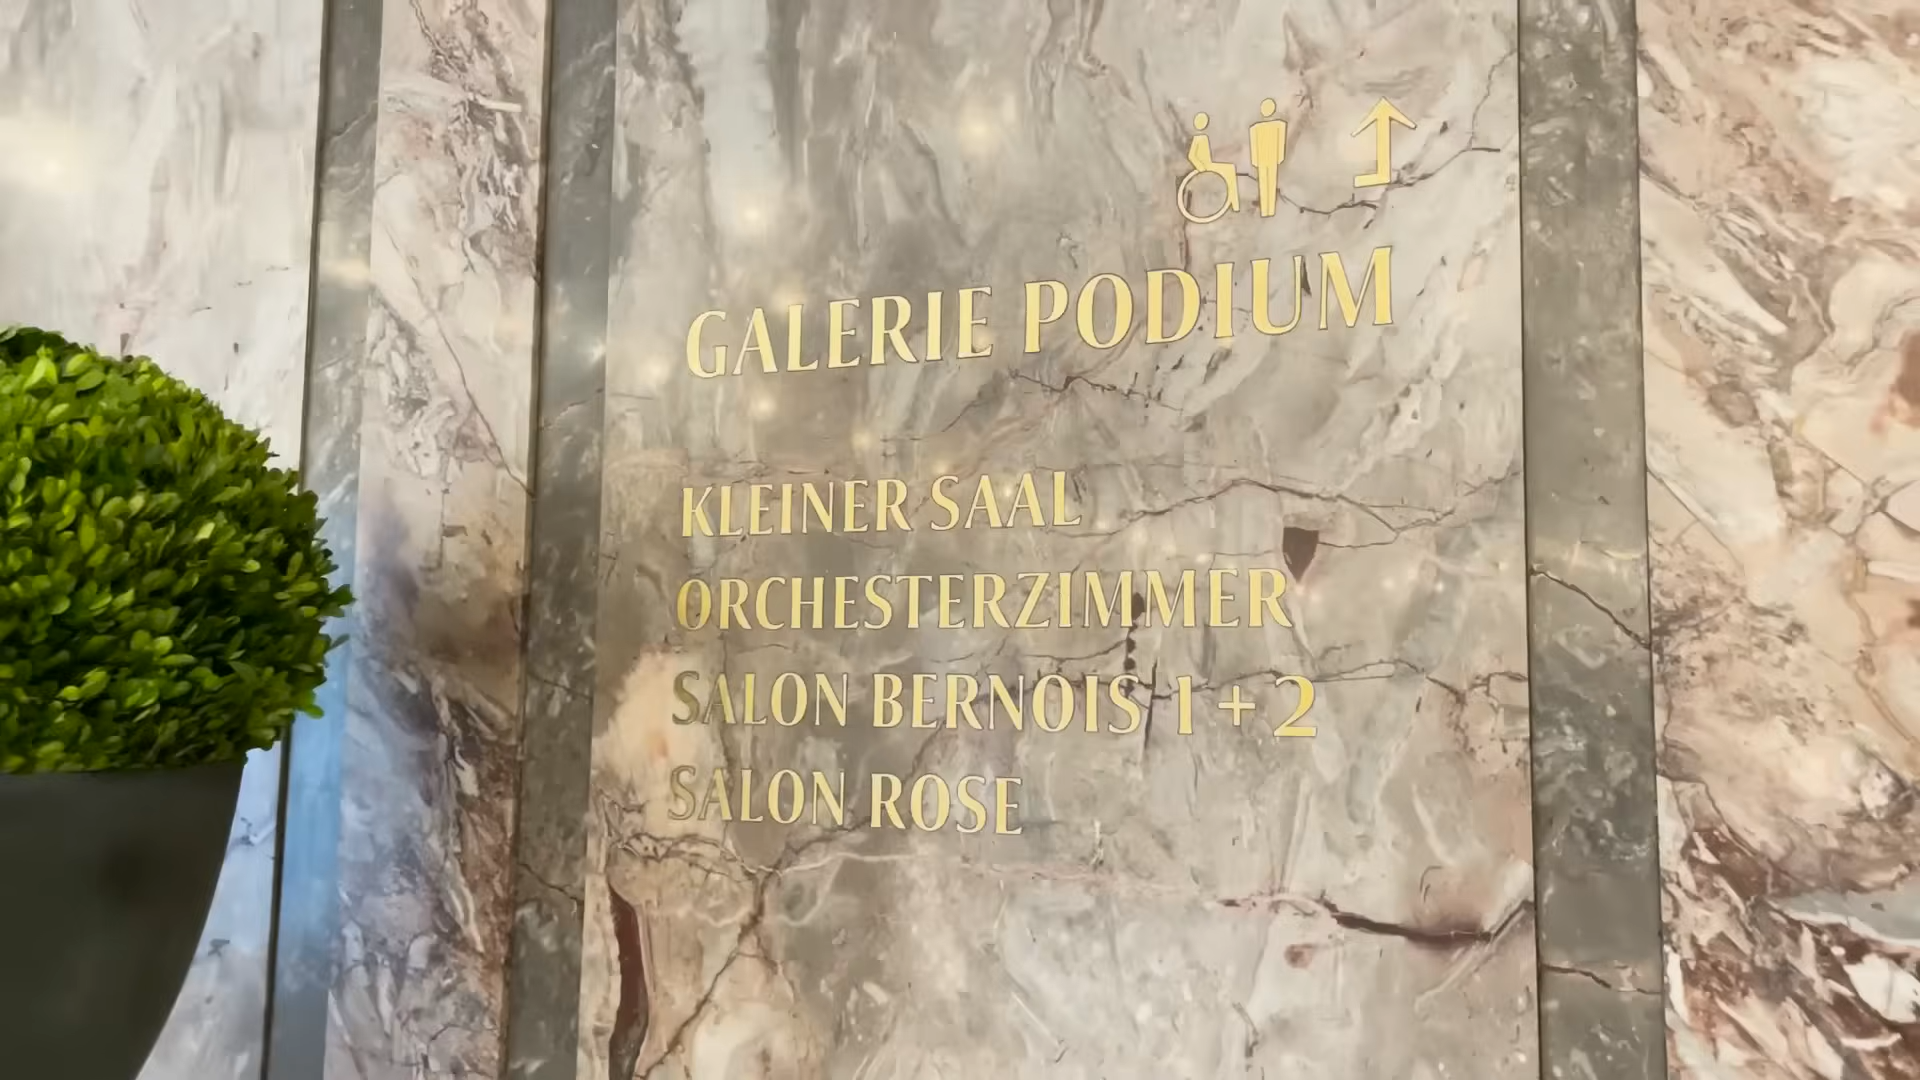 GALERIE PODIUM
KLEINER SAAL
ORCHESTERZIMMER
SALON BERNOIS 1 + 2
SALON ROSE